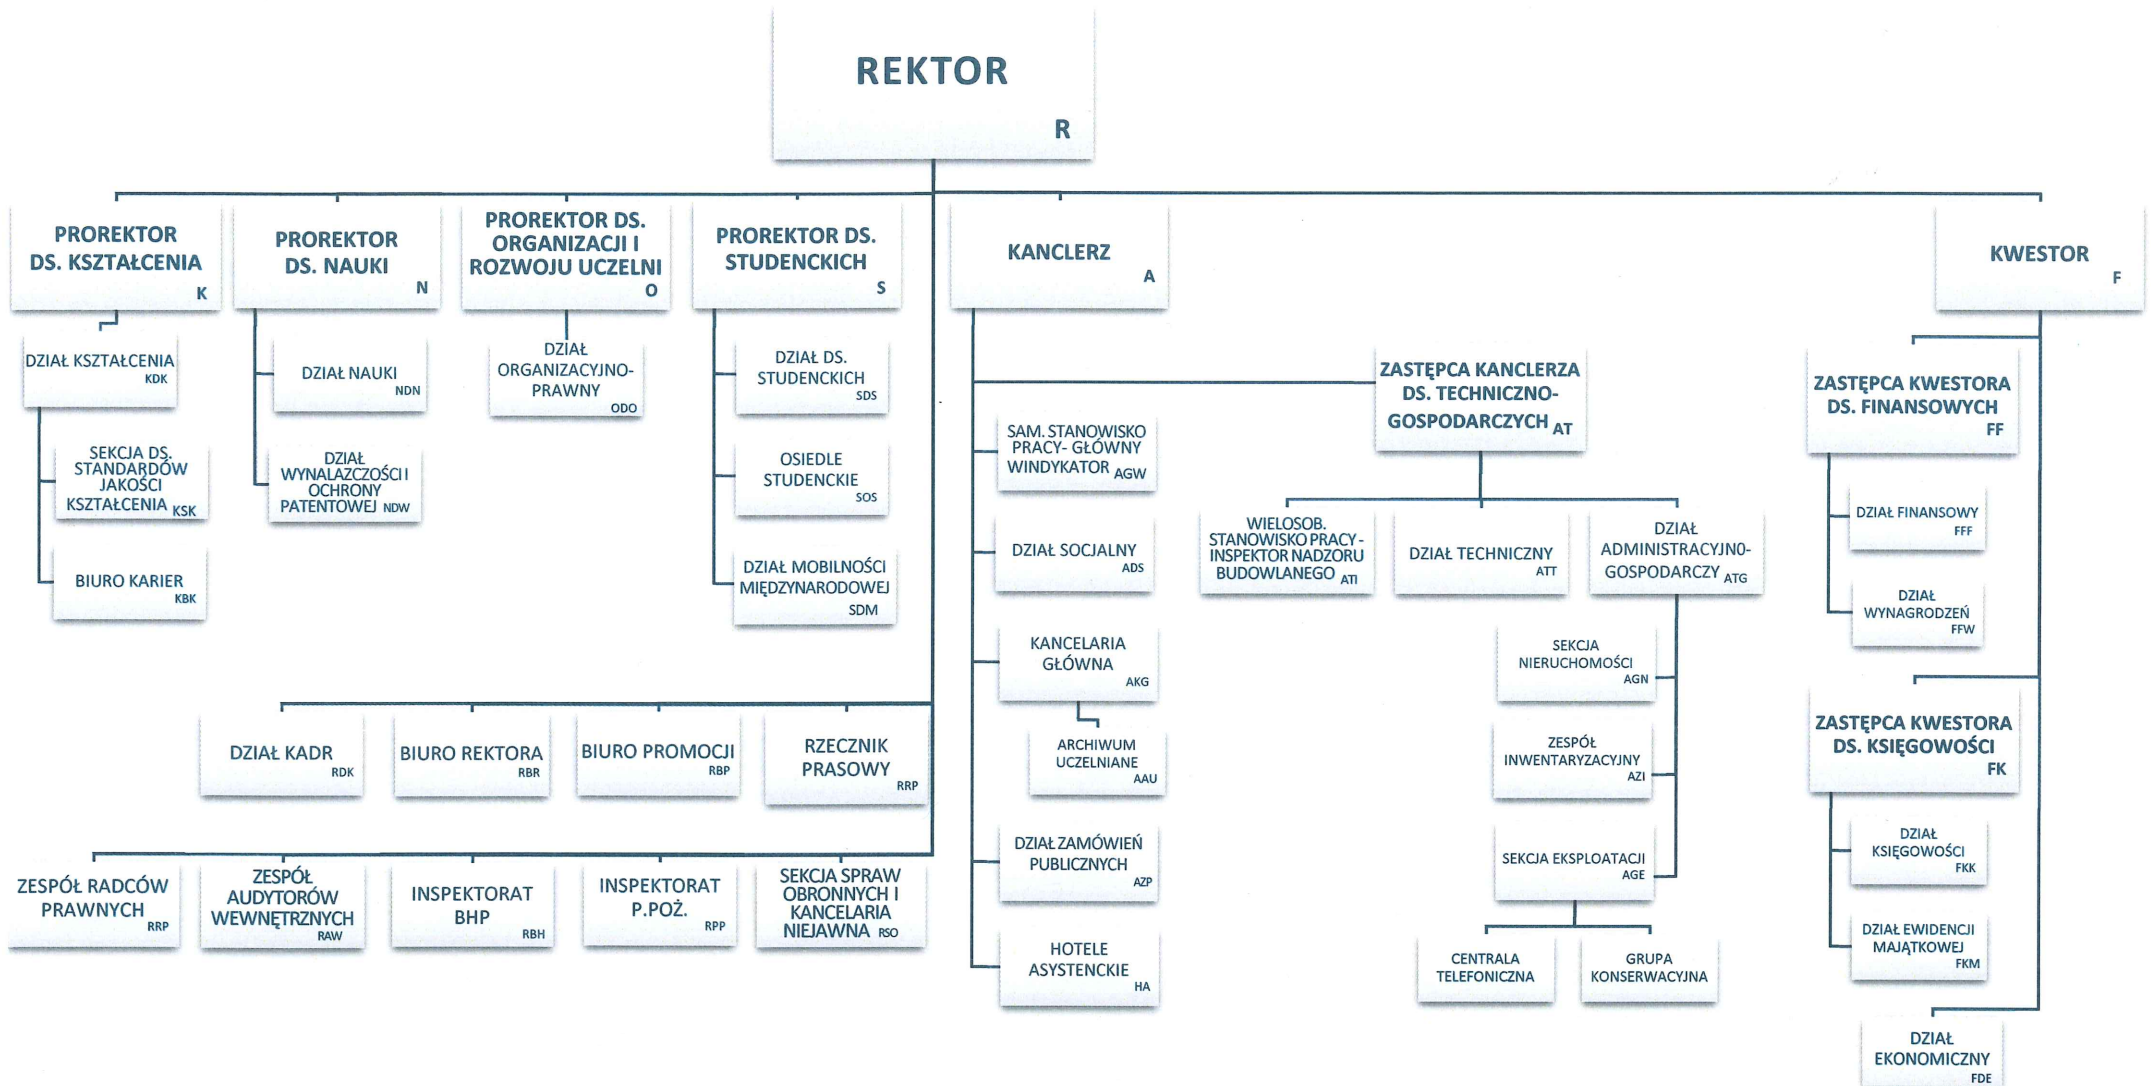 REKTOR
R
PROREKTOR
DS. KSZTAŁCENIA
K
PROREKTOR
DS. NAUKI
N
PROREKTOR DS.
ORGANIZACJI I
ROZWOJU UCZELNI
O
PROREKTOR DS.
STUDENCKICH
S
KANCLERZ
A
KWESTOR
F
DZIAŁ KSZTAŁCENIA
KDK
SEKCJA DS.
STANDARDÓW
JAKOŚCI
KSZTAŁCENIA KSK
BIURO KARIER
KBK
DZIAŁ NAUKI
NDN
DZIAŁ
WYNALAZCZOŚCI I
OCHRONY
PATENTOWEJ NDW
DZIAŁ
ORGANIZACYJNO-
PRAWNY
ODO
DZIAŁ DS.
STUDENCKICH
SDS
OSIEDLE
STUDENCKIE
SOS
DZIAŁ MOBILNOŚCI
MIĘDZYNARODOWEJ
SDM
SAM. STANOWISKO
PRACY- GŁÓWNY
WINDYKATOR AGW
DZIAŁ SOCJALNY
ADS
KANCELARIA
GŁÓWNA
AKG
ARCHIWUM
UCZELNIANE
AAU
DZIAŁ ZAMÓWIEŃ
PUBLICZNYCH
AZP
HOTELE
ASYSTENCKIE
HA
ZASTĘPCA KANCLERZA
DS. TECHNICZNO-
GOSPODARCZYCH AT
WIELOSOB.
STANOWISKO PRACY -
INSPEKTOR NADZORU
BUDOWLANEGO ATI
DZIAŁ TECHNICZNY
ATT
DZIAŁ
ADMINISTRACYJN0-
GOSPODARCZY ATG
SEKCJA
NIERUCHOMOŚCI
AGN
ZESPÓŁ
INWENTARYZACYJNY
AZI
SEKCJA EKSPLOATACJI
AGE
CENTRALA
TELEFONICZNA
GRUPA
KONSERWACYJNA
ZASTĘPCA KWESTORA
DS. FINANSOWYCH
FF
DZIAŁ FINANSOWY
FFF
DZIAŁ
WYNAGRODZEŃ
FFW
ZASTĘPCA KWESTORA
DS. KSIĘGOWOŚCI
FK
DZIAŁ
KSIĘGOWOŚCI
FKK
DZIAŁ EWIDENCJI
MAJĄTKOWEJ
FKM
DZIAŁ
EKONOMICZNY
FDE
DZIAŁ KADR
RDK
BIURO REKTORA
RBR
BIURO PROMOCJI
RBP
RZECZNIK
PRASOWY
RRP
ZESPÓŁ RADCÓW
PRAWNYCH
RRP
ZESPÓŁ
AUDYTORÓW
WEWNĘTRZNYCH
RAW
INSPEKTORAT
BHP
RBH
INSPEKTORAT
P.POŻ.
RPP
SEKCJA SPRAW
OBRONNYCH I
KANCELARIA
NIEJAWNA RSO